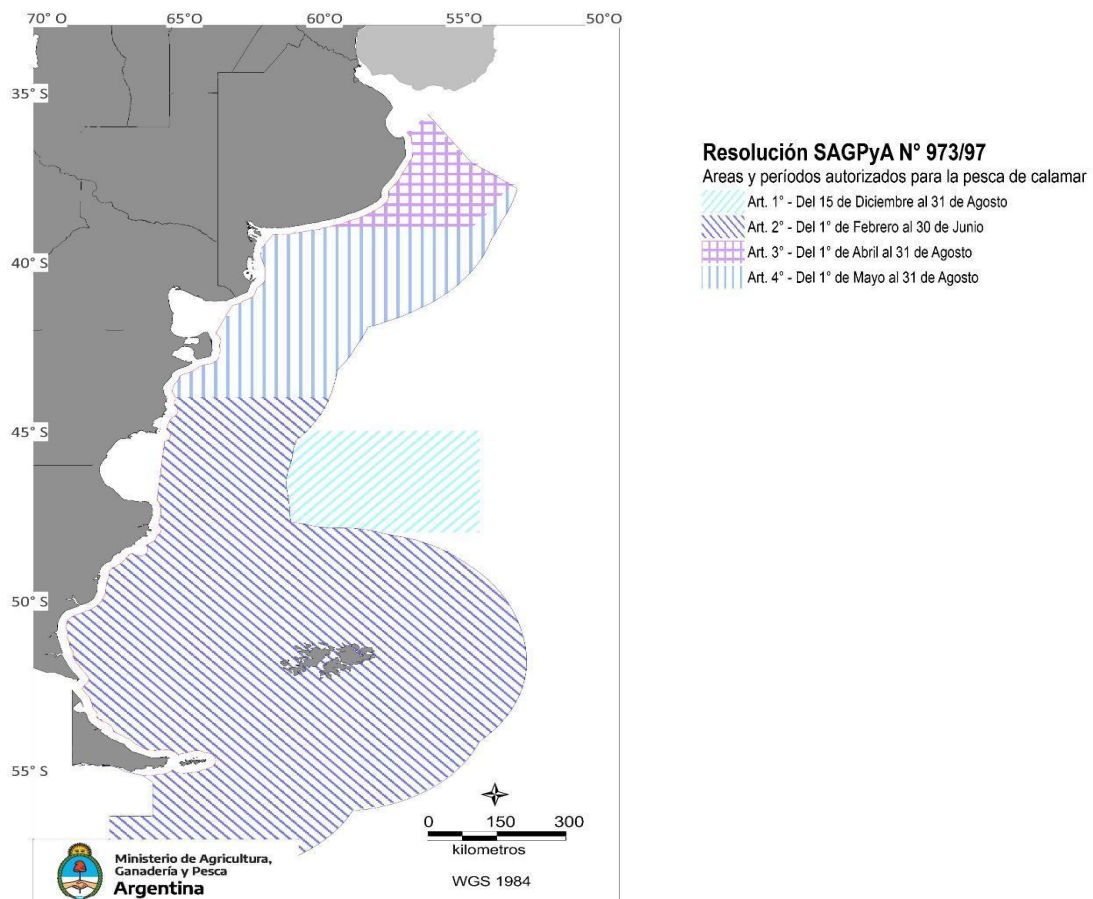 70° O 65°O 60°O 55°O 50°O
35° S
40° S
45° S
50° S
55° S
Resolución SAGPyA N° 973/97
Areas y períodos autorizados para la pesca de calamar
Art. 1° - Del 15 de Diciembre al 31 de Agosto
Art. 2° - Del 1° de Febrero al 30 de Junio
Art. 3° - Del 1° de Abril al 31 de Agosto
Art. 4° - Del 1° de Mayo al 31 de Agosto
0 150 300
kilometros
WGS 1984
Ministerio de Agricultura,
Ganadería y Pesca
Argentina